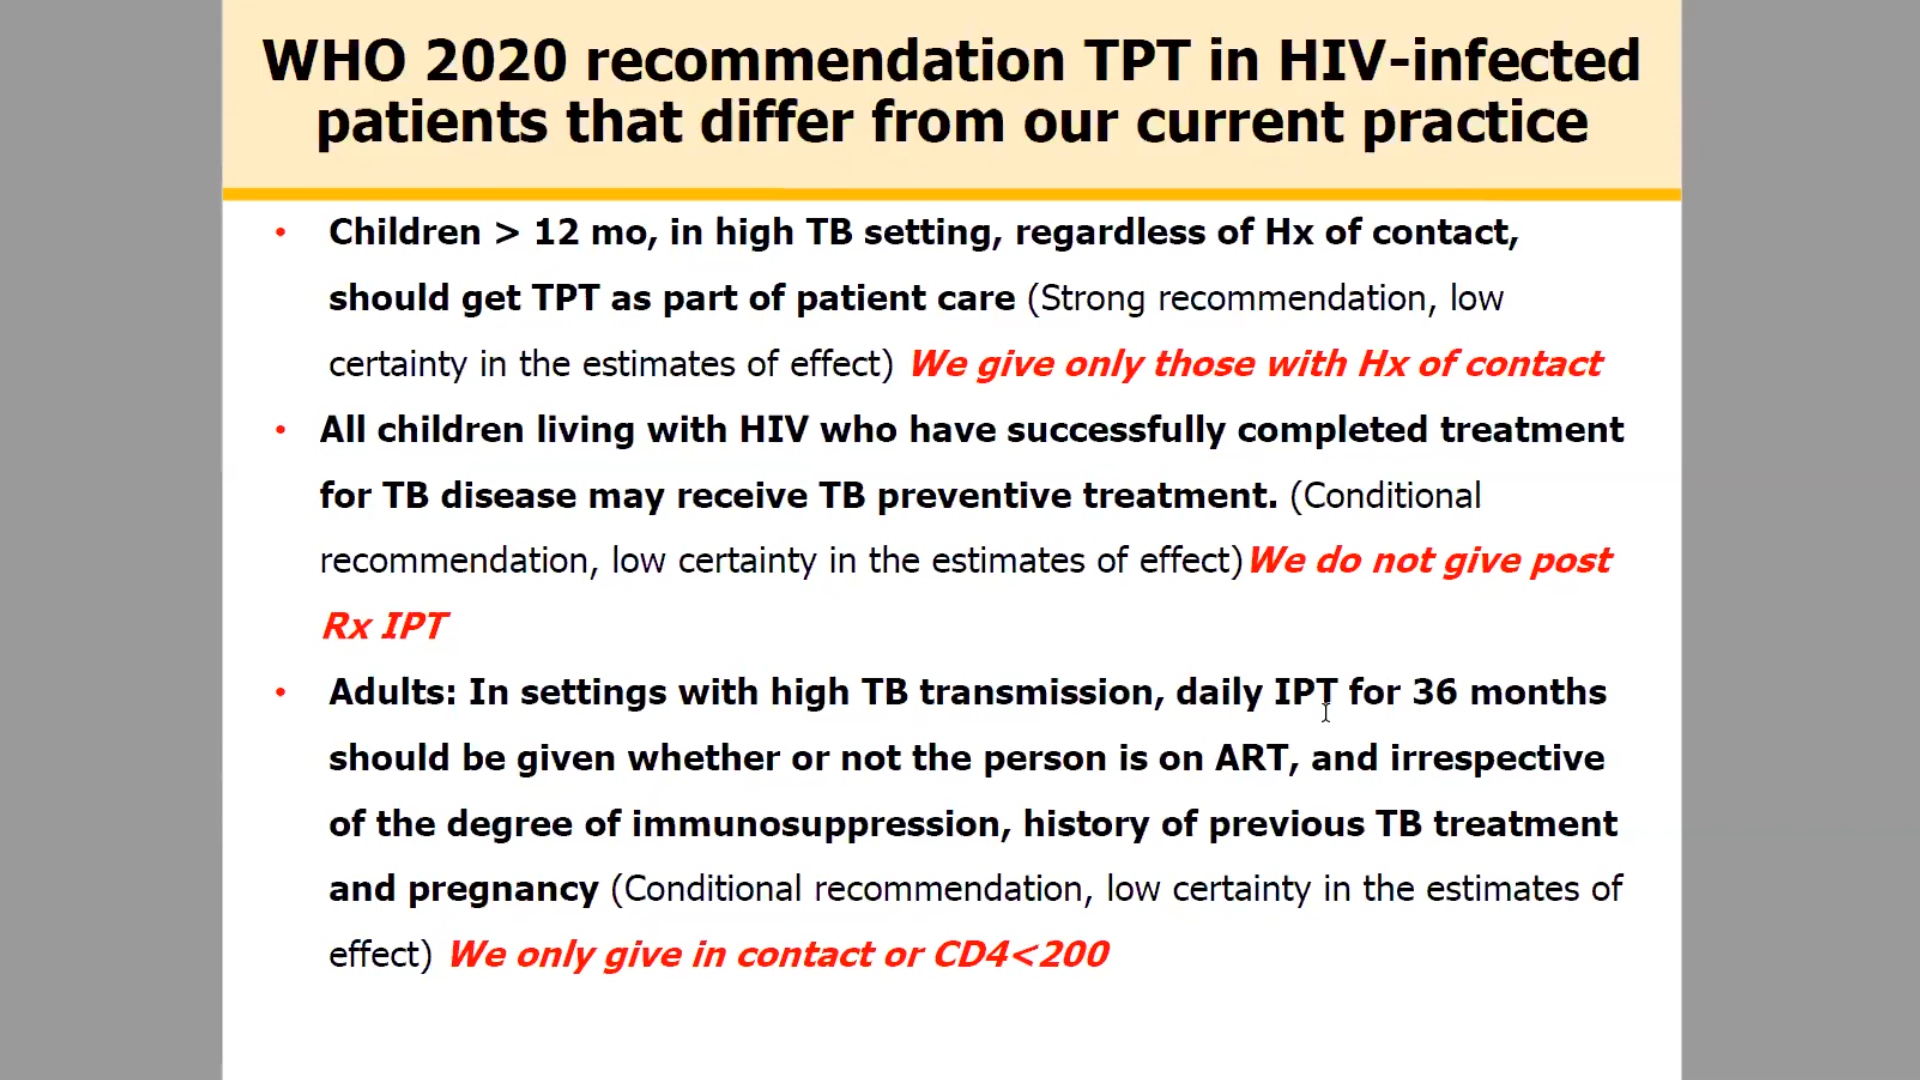 WHO 2020 recommendation TPT in HIV-infected
patients that differ from our current practice
• Children > 12 mo, in high TB setting, regardless of Hx of contact,
should get TPT as part of patient care (Strong recommendation, low
certainty in the estimates of effect) We give only those with Hx of contact
• All children living with HIV who have successfully completed treatment
for TB disease may receive TB preventive treatment. (Conditional
recommendation, low certainty in the estimates of effect)We do not give post
Rx IPT
• Adults: In settings with high TB transmission, daily IPT for 36 months
should be given whether or not the person is on ART, and irrespective
of the degree of immunosuppression, history of previous TB treatment
and pregnancy (Conditional recommendation, low certainty in the estimates of
effect) We only give in contact or CD4<200